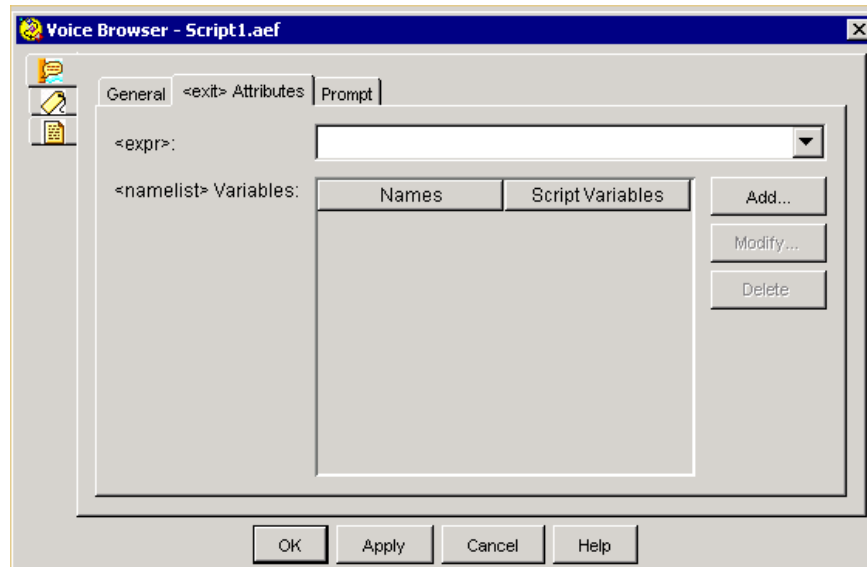 Voice Browser - Script1.aef
General <exit> Attributes Prompt
<expr>:
<namelist> Variables:
Names Script Variables
Add...
Modify...
Delete
OK Apply Cancel Help